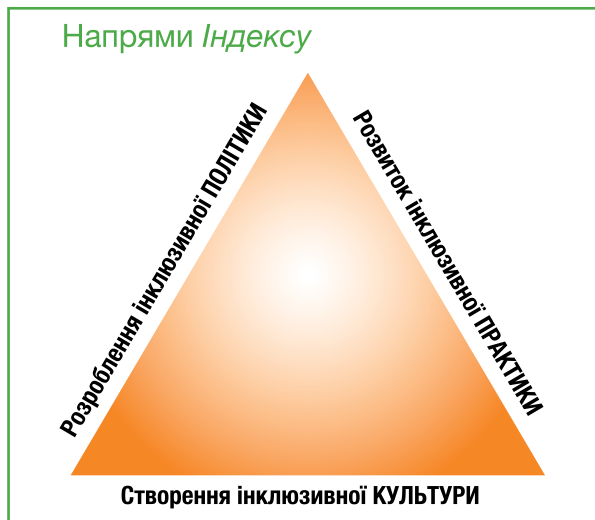 Напрями Індексу
Розроблення інклюзивної ПОЛІТИКИ
Розвиток інклюзивної ПРАКТИКИ
Створення інклюзивної КУЛЬТУРИ